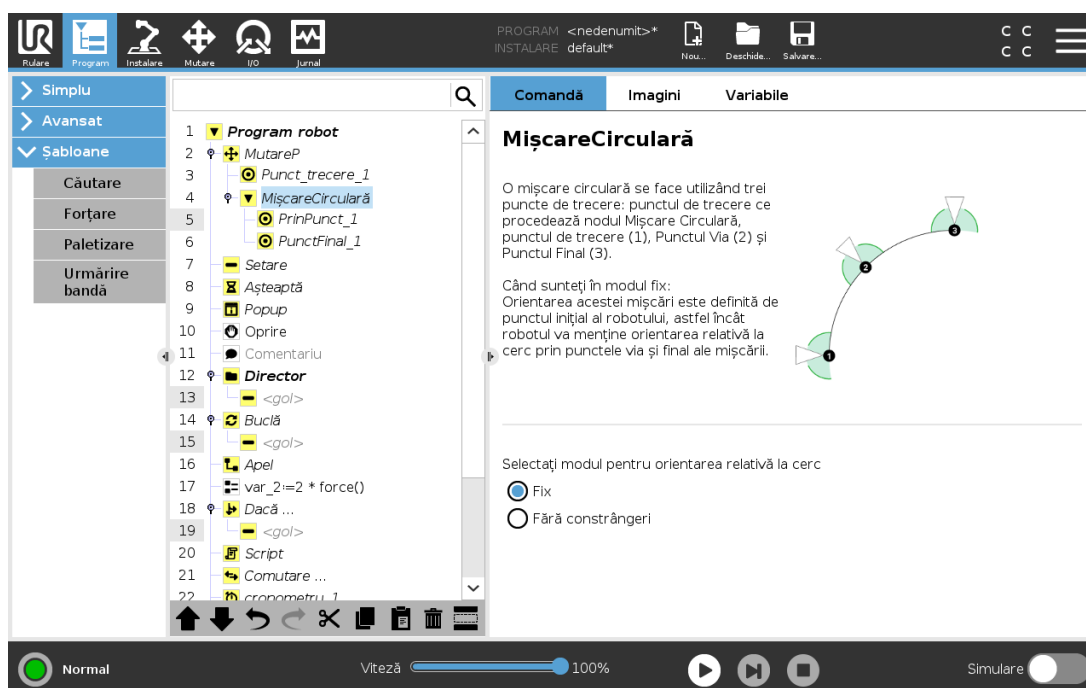 PROGRAM <nedenumit>*
INSTALARE default*
Rulare
Program
Instalare
Mutare
I/O
Jurnal
Nou...
Deschide...
Salvare...
C C
C C
Simplu
Avansat
Șabloane
Căutare
Forțare
Paletizare
Urmărire
bandă
1 Program robot
2 MutareP
3 Punct_trecere_1
4 MișcareCirculară
5 PrinPunct_1
6 PunctFinal_1
7 Setare
8 Așteaptă
9 Popup
10 Oprire
11 Comentariu
12 Director
13 <gol>
14 Buclă
15 <gol>
16 Apel
17 var_2≔2 * force()
18 Dacă ...
19 <gol>
20 Script
21 Comutare ...
22 cronometru_1
Comandă
Imagini
Variabile
MișcareCirculară
O mișcare circulară se face utilizând trei
puncte de trecere: punctul de trecere ce
procedează nodul Mișcare Circulară,
punctul de trecere (1), Punctul Via (2) și
Punctul Final (3).
Când sunteți în modul fix:
Orientarea acestei mișcări este definită de
punctul inițial al robotului, astfel încât
robotul va menține orientarea relativă la
cerc prin punctele via și final ale mișcării.
3
2
1
Selectați modul pentru orientarea relativă la cerc
Fix
Fără constrângeri
Normal
Viteză
100%
Simulare